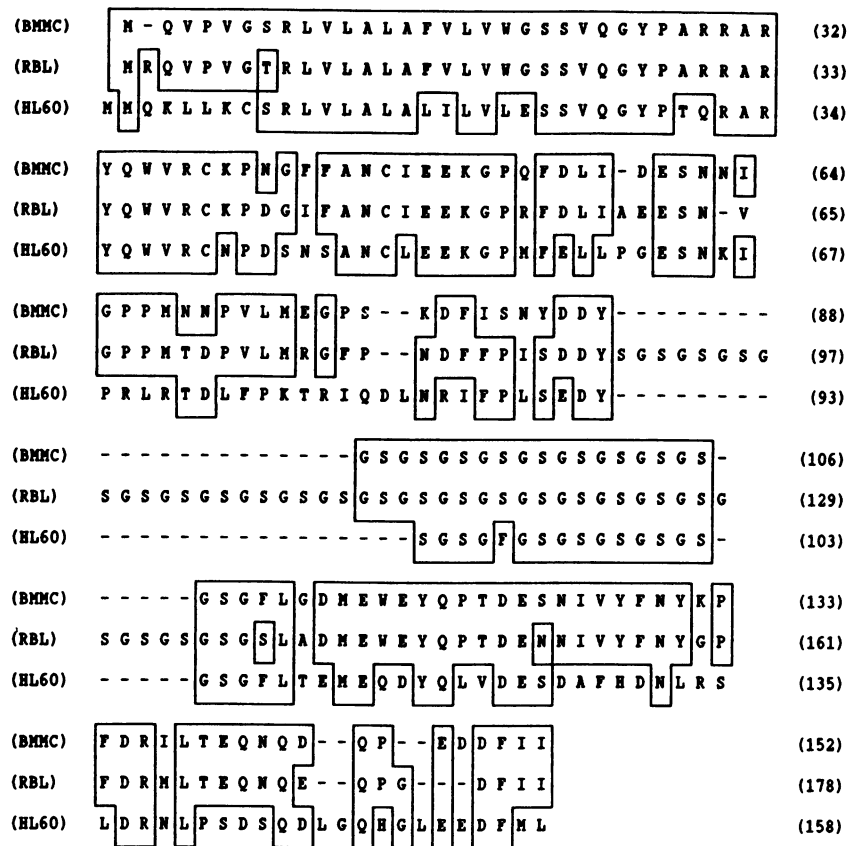 (BMMC) M - Q V P V G S R L V L A L A F V L V W G S S V Q G Y P A R R A R (32)
(RBL) M R Q V P V G T R L V L A L A F V L V W G S S V Q G Y P A R R A R (33)
(HL60) M M Q K L L K C S R L V L A L A L I L V L E S S V Q G Y P T Q R A R (34)
(BMMC) Y Q W V R C K P N G F F A N C I E E K G P Q F D L I - D E S N N I (64)
(RBL) Y Q W V R C K P D G I F A N C I E E K G P R F D L I A E E S N - V (65)
(HL60) Y Q W V R C N P D S N S A N C L E E K G P M F E L L P G E S N K I (67)
(BMMC) G P P M N N P V L M E G P S - - K D F I S N Y D D Y - - - - - - - - (88)
(RBL) G P P M T D P V L M R G F P - - N D F F P I S D D Y S G S G S G S G (97)
(HL60) P R L R T D L F P K T R I Q D L N R I F P L S E D Y - - - - - - - - (93)
(BMMC) - - - - - - - - - - - - - G S G S G S G S G S G S G S G S G S - (106)
(RBL) S G S G S G S G S G S G S G S G S G S G S G S G S G S G S G S G (129)
(HL60) - - - - - - - - - - - - - - - - S G S G F G S G S G S G S G S - (103)
(BMMC) - - - - - G S G F L G D M E W E Y Q P T D E S N I V Y F N Y K P (133)
(RBL) S G S G S G S G S L A D M E W E Y Q P T D E N N I V Y F N Y G P (161)
(HL60) - - - - - G S G F L T E M E Q D Y Q L V D E S D A F H D N L R S (135)
(BMMC) F D R I L T E Q N Q D - - Q P - - E D D F I I (152)
(RBL) F D R M L T E Q N Q E - - Q P G - - - D F I I (178)
(HL60) L D R N L P S D S Q D L G Q H G L E E D F M L (158)